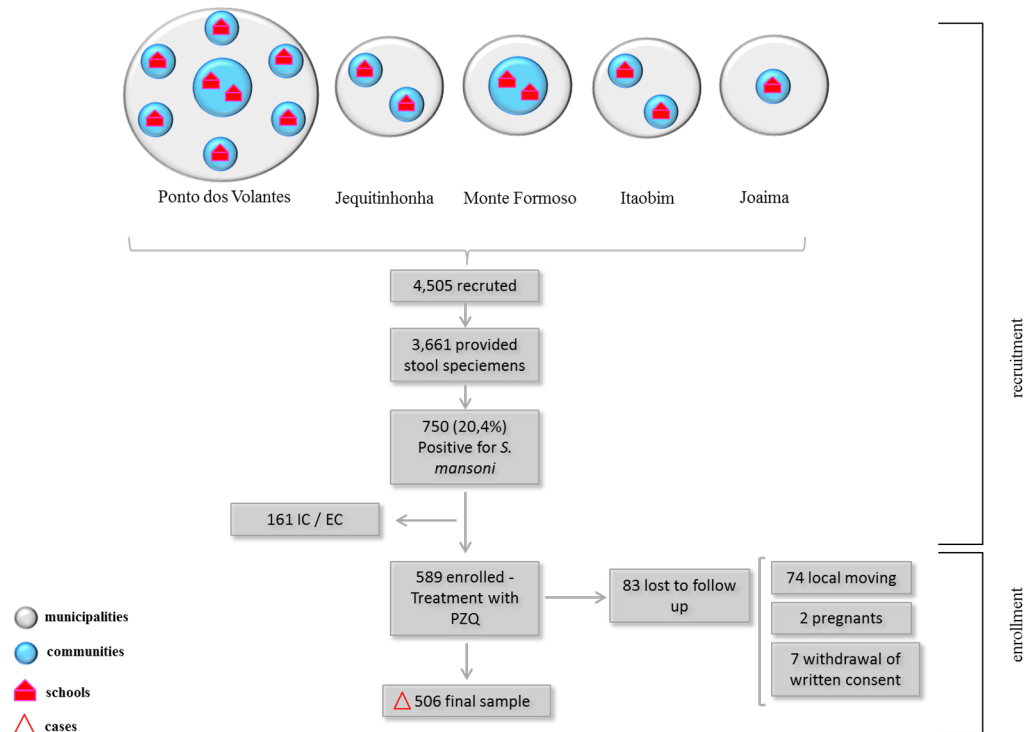 Ponto dos Volantes
Jequitinhonha
Monte Formoso
Itaobim
Joaima
4,505 recruted
3,661 provided
stool speciemens
750 (20,4%)
Positive for S.
mansoni
161 IC / EC
589 enrolled -
Treatment with
PZQ
83 lost to follow
up
74 local moving
2 pregnants
7 withdrawal of
written consent
506 final sample
recruitment
enrollment
municipalities
communities
schools
cases